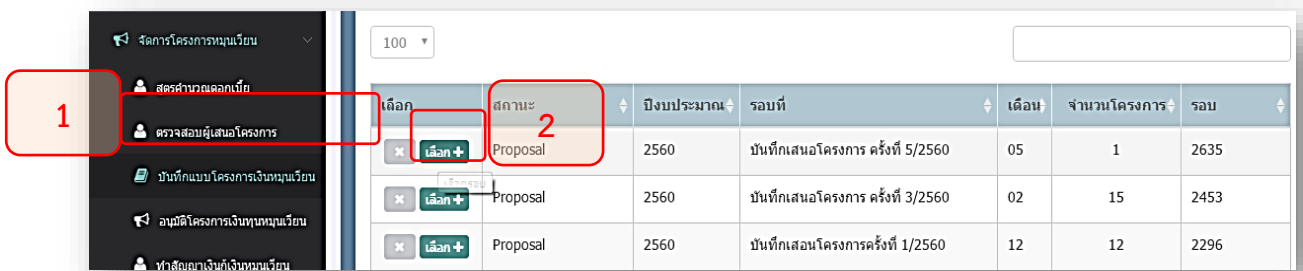 จัดการโครงการหมุนเวียน
สูตรคำนวณดอกเบี้ย
ตรวจสอบผู้เสนอโครงการ
บันทึกแบบโครงการเงินหมุนเวียน
อนุมัติโครงการเงินทุนหมุนเวียน
ทำสัญญาเงินกู้เงินหมุนเวียน
1
2
100
เลือก สถานะ ปีงบประมาณ รอบที่ เดือน จำนวนโครงการ รอบ
เลือก Proposal 2560 บันทึกเสนอโครงการ ครั้งที่ 5/2560 05 1 2635
เลือกรอบ
เลือก Proposal 2560 บันทึกเสนอโครงการ ครั้งที่ 3/2560 02 15 2453
เลือก Proposal 2560 บันทึกเสอนโครงการครั้งที่ 1/2560 12 12 2296